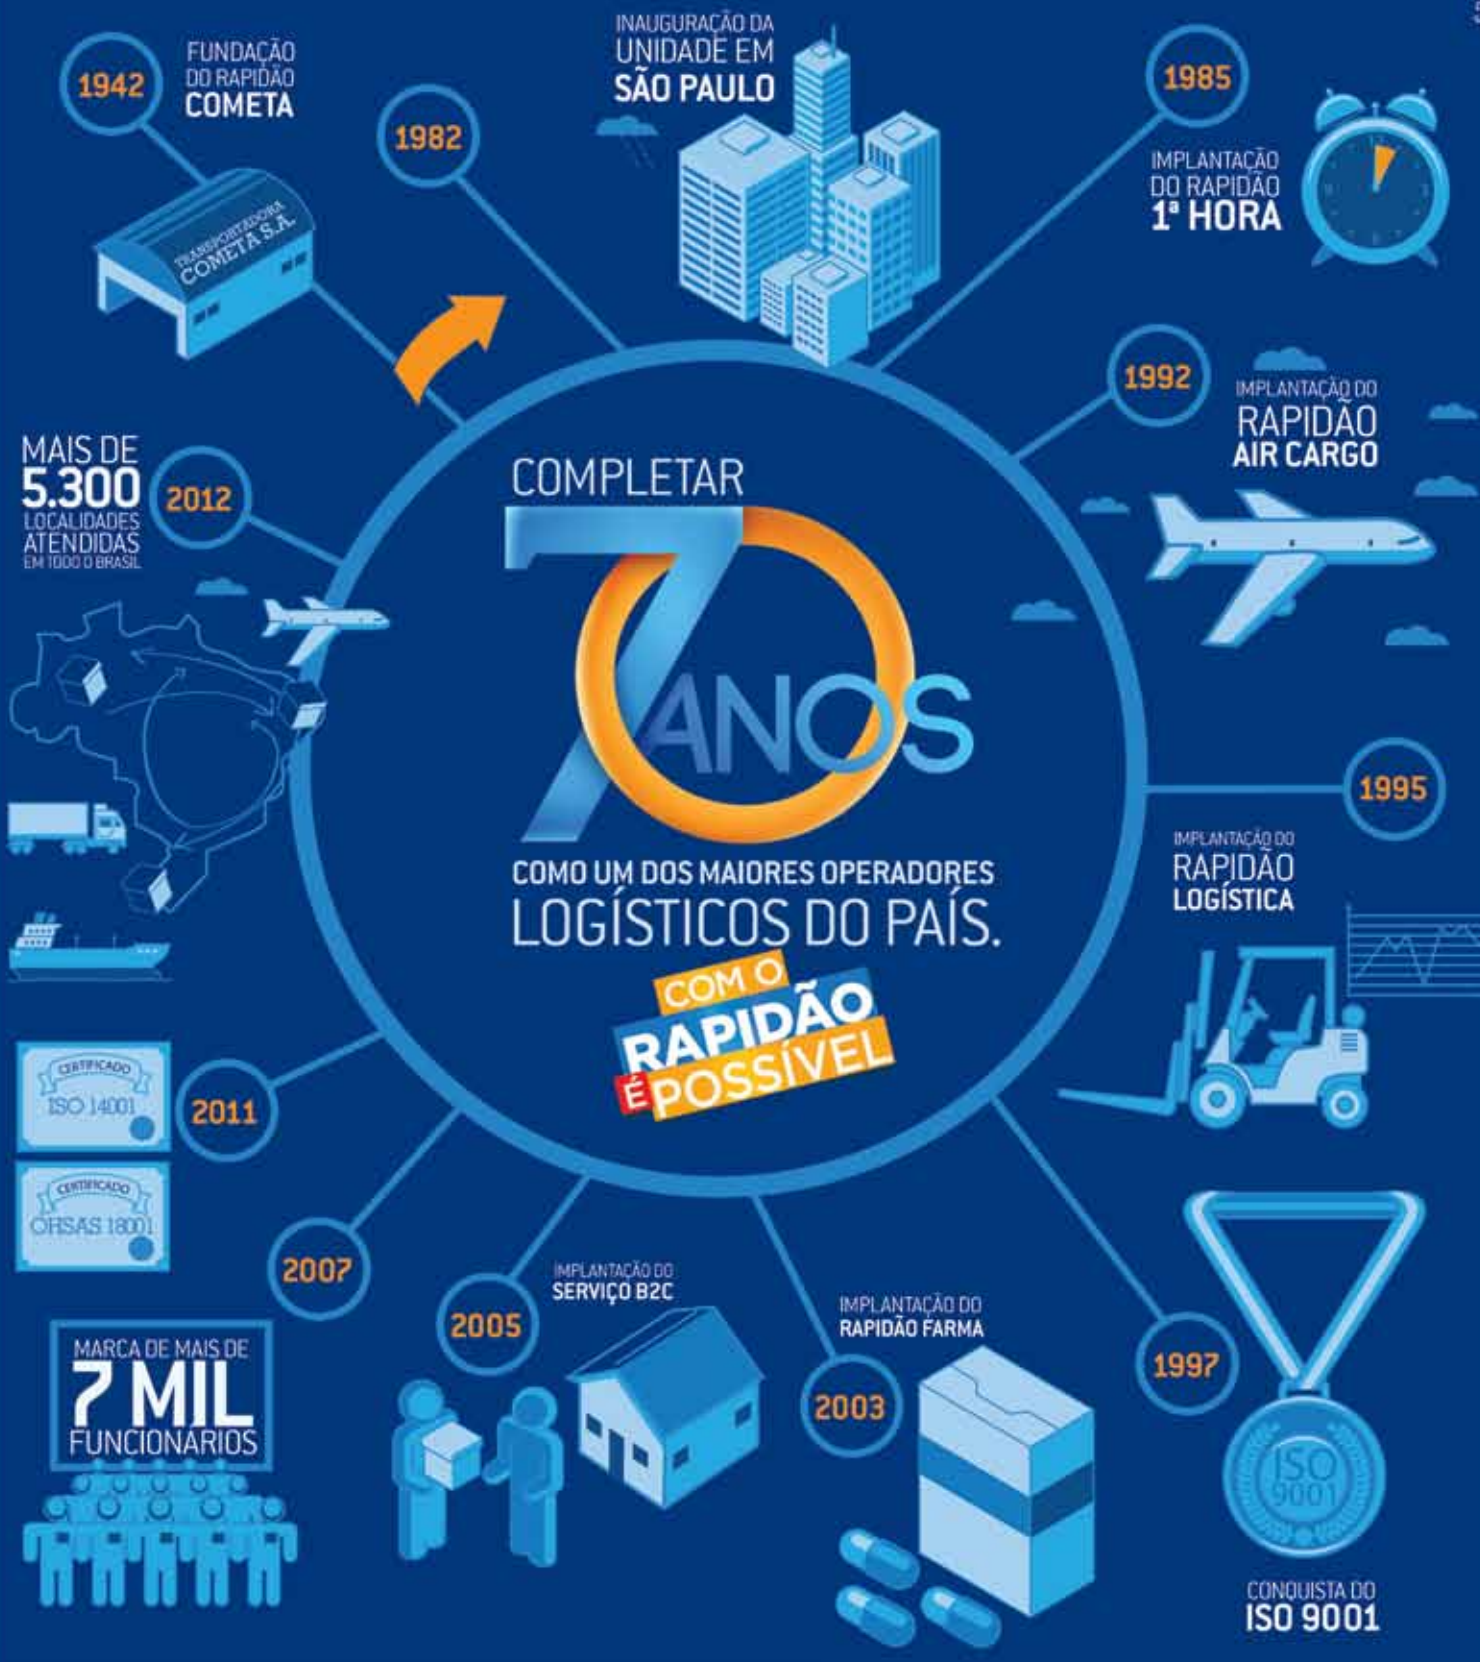 1942
FUNDAÇÃO
DO RAPIDÃO
COMETA
TRANSPORTADORA
COMETA S.A.
1982
INAUGURAÇÃO DA
UNIDADE EM
SÃO PAULO
1985
IMPLANTAÇÃO
DO RAPIDÃO
1ª HORA
1992
IMPLANTAÇÃO DO
RAPIDÃO
AIR CARGO
1995
IMPLANTAÇÃO DO
RAPIDÃO
LOGÍSTICA
1997
ISO
9001
CONQUISTA DO
ISO 9001
2003
IMPLANTAÇÃO DO
RAPIDÃO FARMA
2005
IMPLANTAÇÃO DO
SERVIÇO B2C
2007
MARCA DE MAIS DE
7 MIL
FUNCIONÁRIOS
2011
CERTIFICADO
ISO 14001
CERTIFICADO
OHSAS 18001
2012
MAIS DE
5.300
LOCALIDADES
ATENDIDAS
EM TODO O BRASIL
COMPLETAR
70
ANOS
COMO UM DOS MAIORES OPERADORES
LOGÍSTICOS DO PAÍS.
COM O
RAPIDÃO
É POSSÍVEL